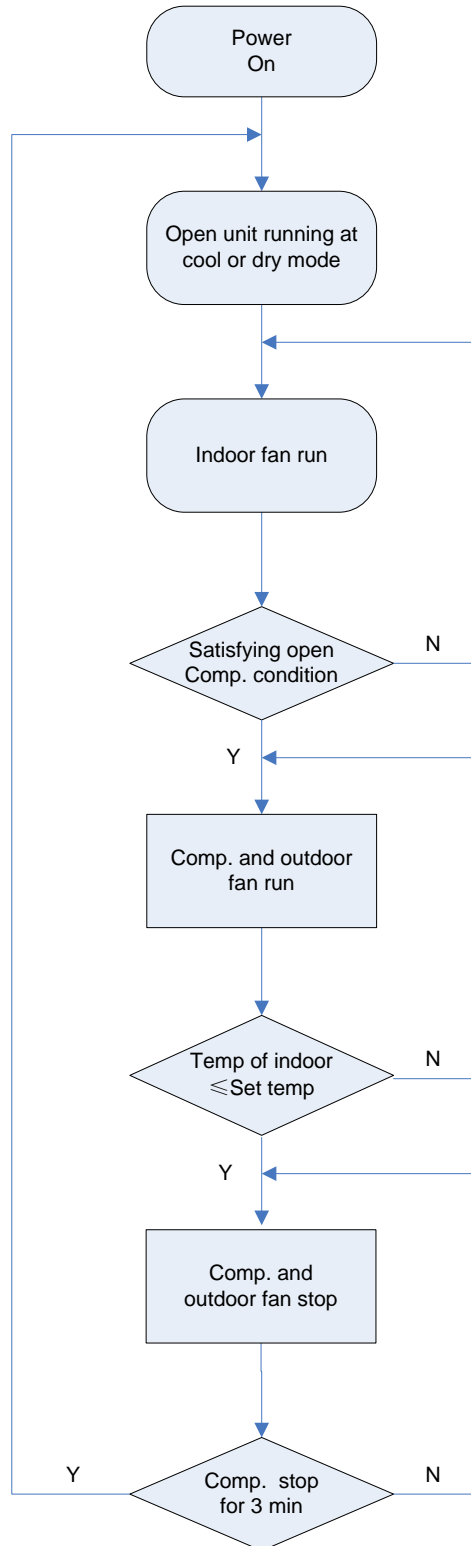 Power
On
Open unit running at
cool or dry mode
Indoor fan run
Satisfying open
Comp. condition
N
Y
Comp. and outdoor
fan run
Temp of indoor
≤Set temp
N
Y
Comp. and
outdoor fan stop
Y
Comp. stop
for 3 min
N